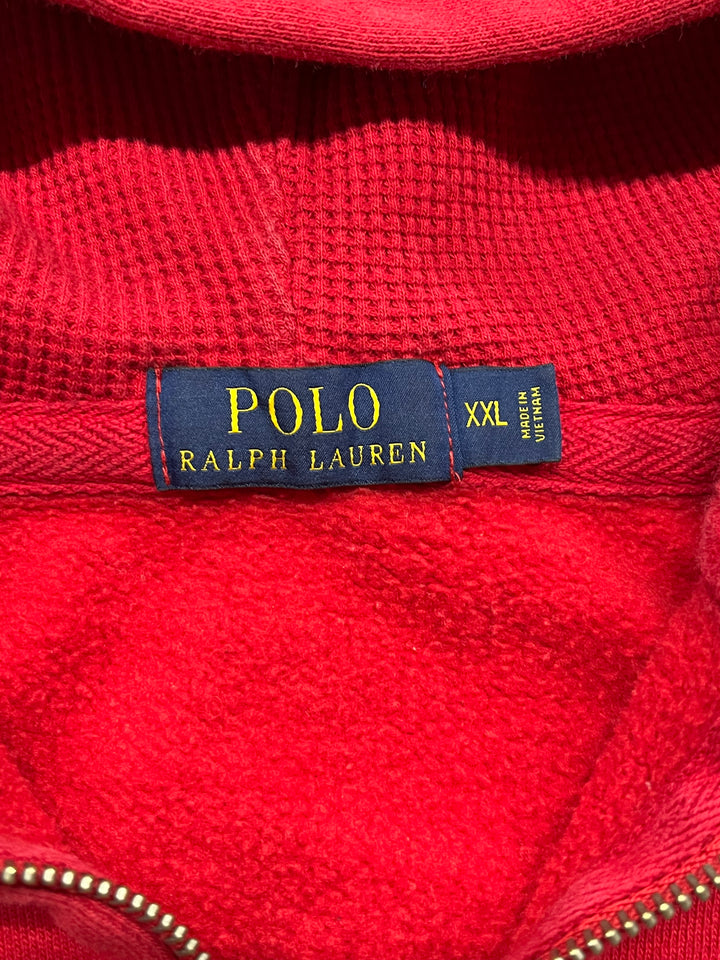 POLO
RALPH LAUREN
XXL
MADE IN
VIETNAM